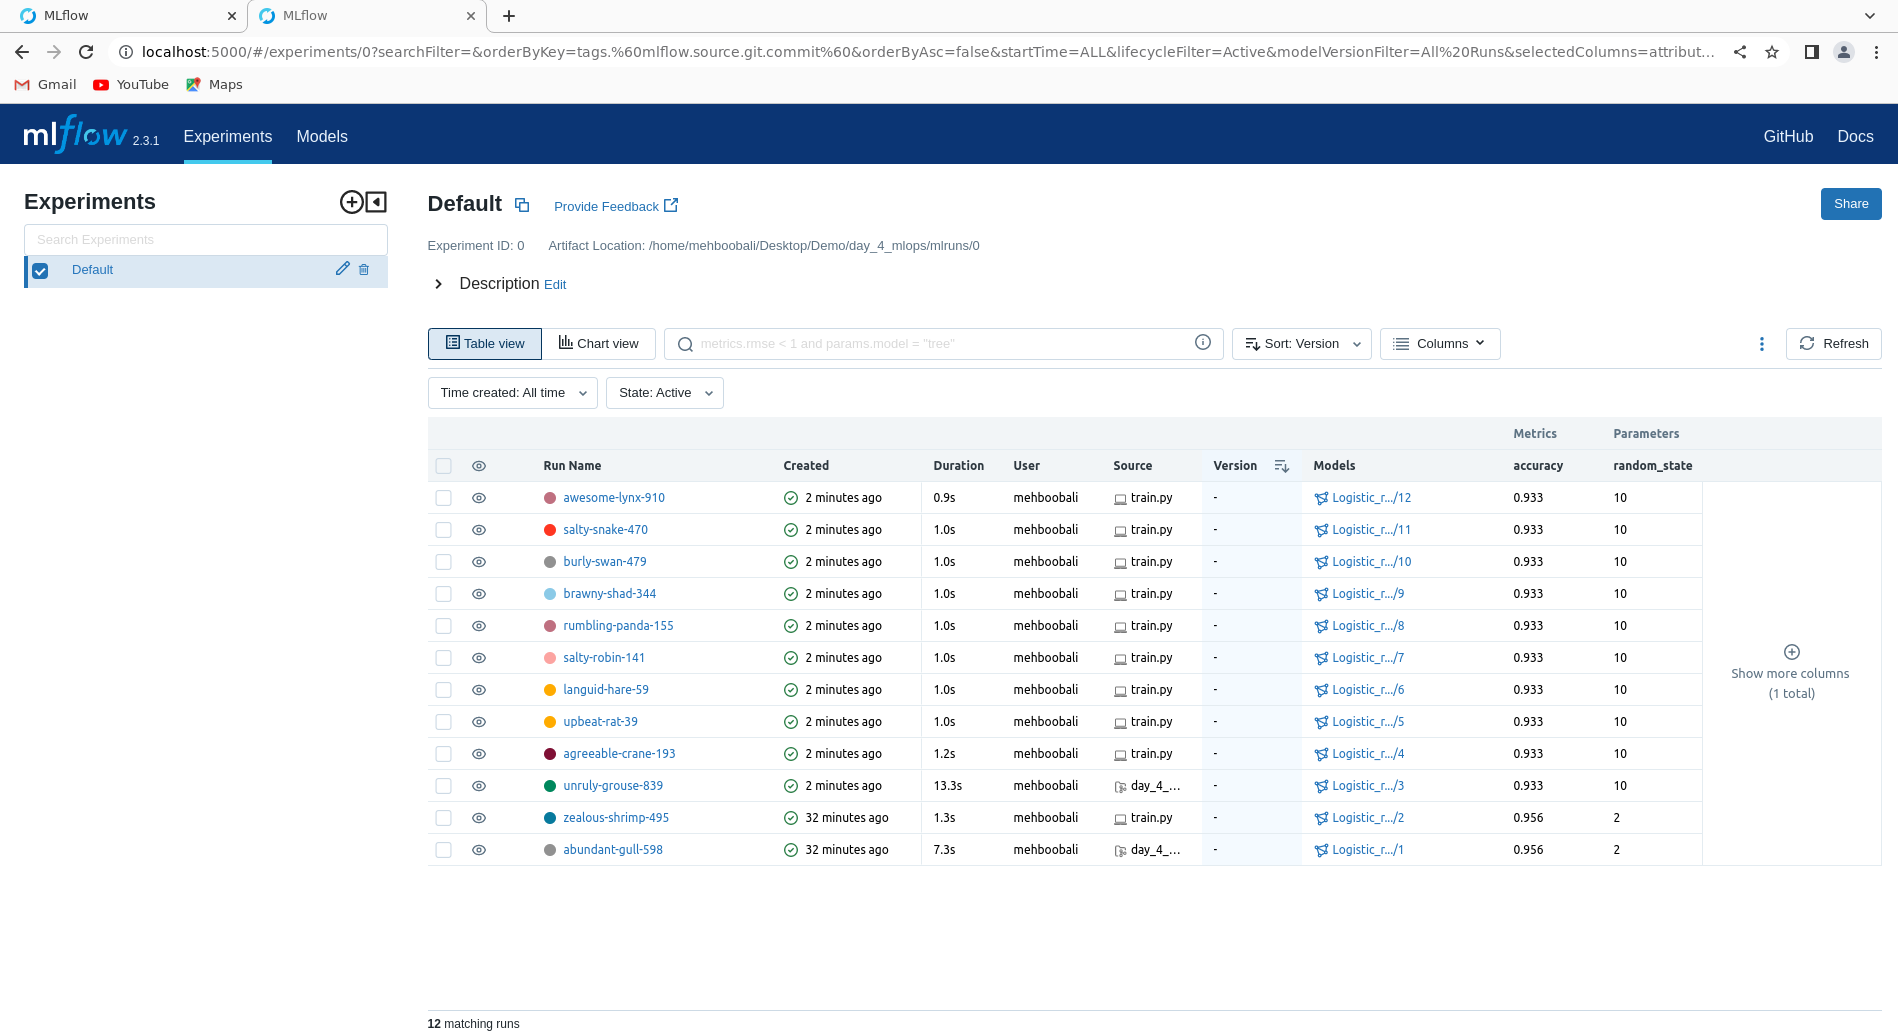 MLflow
MLflow
localhost:5000/#/experiments/0?searchFilter=&orderByKey=tags.%60mlflow.source.git.commit%60&orderByAsc=false&startTime=ALL&lifecycleFilter=Active&modelVersionFilter=All%20Runs&selectedColumns=attribut...
Gmail YouTube Maps
mlflow 2.3.1 Experiments Models GitHub Docs
Experiments
Search Experiments
Default
Default Provide Feedback Share
Experiment ID: 0 Artifact Location: /home/mehboobali/Desktop/Demo/day_4_mlops/mlruns/0
Description Edit
Table view Chart view metrics.rmse < 1 and params.model = "tree" Sort: Version Columns Refresh
Time created: All time State: Active
Metrics Parameters
Run Name Created Duration User Source Version Models accuracy random_state
awesome-lynx-910 2 minutes ago 0.9s mehboobali train.py - Logistic_r.../12 0.933 10
salty-snake-470 2 minutes ago 1.0s mehboobali train.py - Logistic_r.../11 0.933 10
burly-swan-479 2 minutes ago 1.0s mehboobali train.py - Logistic_r.../10 0.933 10
brawny-shad-344 2 minutes ago 1.0s mehboobali train.py - Logistic_r.../9 0.933 10
rumbling-panda-155 2 minutes ago 1.0s mehboobali train.py - Logistic_r.../8 0.933 10
salty-robin-141 2 minutes ago 1.0s mehboobali train.py - Logistic_r.../7 0.933 10
languid-hare-59 2 minutes ago 1.0s mehboobali train.py - Logistic_r.../6 0.933 10
upbeat-rat-39 2 minutes ago 1.0s mehboobali train.py - Logistic_r.../5 0.933 10
agreeable-crane-193 2 minutes ago 1.2s mehboobali train.py - Logistic_r.../4 0.933 10
unruly-grouse-839 2 minutes ago 13.3s mehboobali day_4_... - Logistic_r.../3 0.933 10
zealous-shrimp-495 32 minutes ago 1.3s mehboobali train.py - Logistic_r.../2 0.956 2
abundant-gull-598 32 minutes ago 7.3s mehboobali day_4_... - Logistic_r.../1 0.956 2
Show more columns
(1 total)
12 matching runs